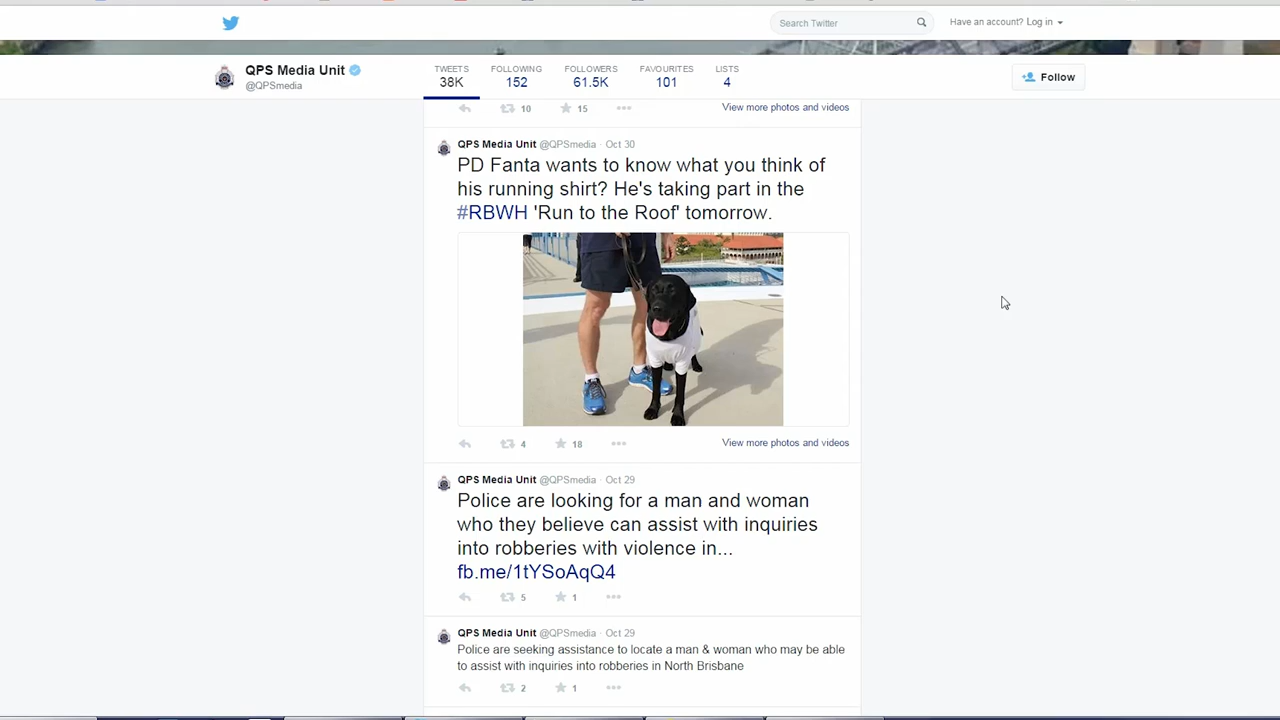 Search Twitter
Have an account? Log in
QPS Media Unit
@QPSmedia
TWEETS
38K
FOLLOWING
152
FOLLOWERS
61.5K
FAVOURITES
101
LISTS
4
Follow
10 15 View more photos and videos
QPS Media Unit @QPSmedia · Oct 30
PD Fanta wants to know what you think of
his running shirt? He's taking part in the
#RBWH 'Run to the Roof' tomorrow.
4 18 View more photos and videos
QPS Media Unit @QPSmedia · Oct 29
Police are looking for a man and woman
who they believe can assist with inquiries
into robberies with violence in...
fb.me/1tYSoAqQ4
5 1
QPS Media Unit @QPSmedia · Oct 29
Police are seeking assistance to locate a man & woman who may be able
to assist with inquiries into robberies in North Brisbane
2 1